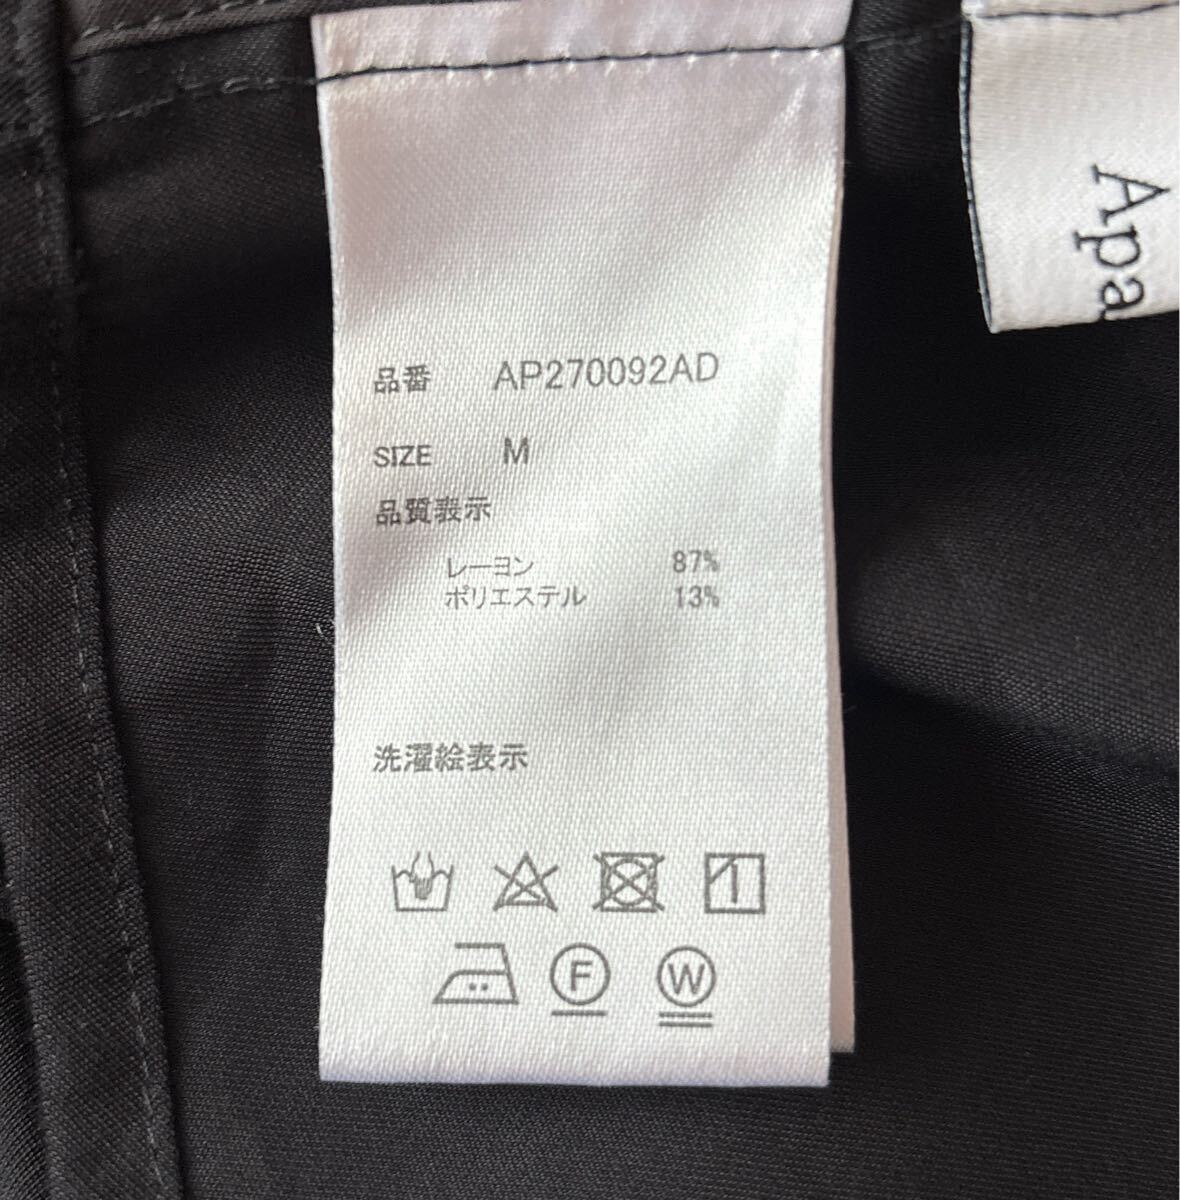 品番 AP270092AD
SIZE M
品質表示
レーヨン 87%
ポリエステル 13%
洗濯絵表示
F W
Apa